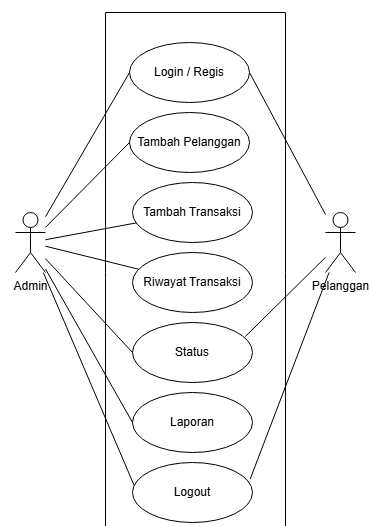 Login / Regis
Tambah Pelanggan
Tambah Transaksi
Riwayat Transaksi
Admin
Pelanggan
Status
Laporan
Logout